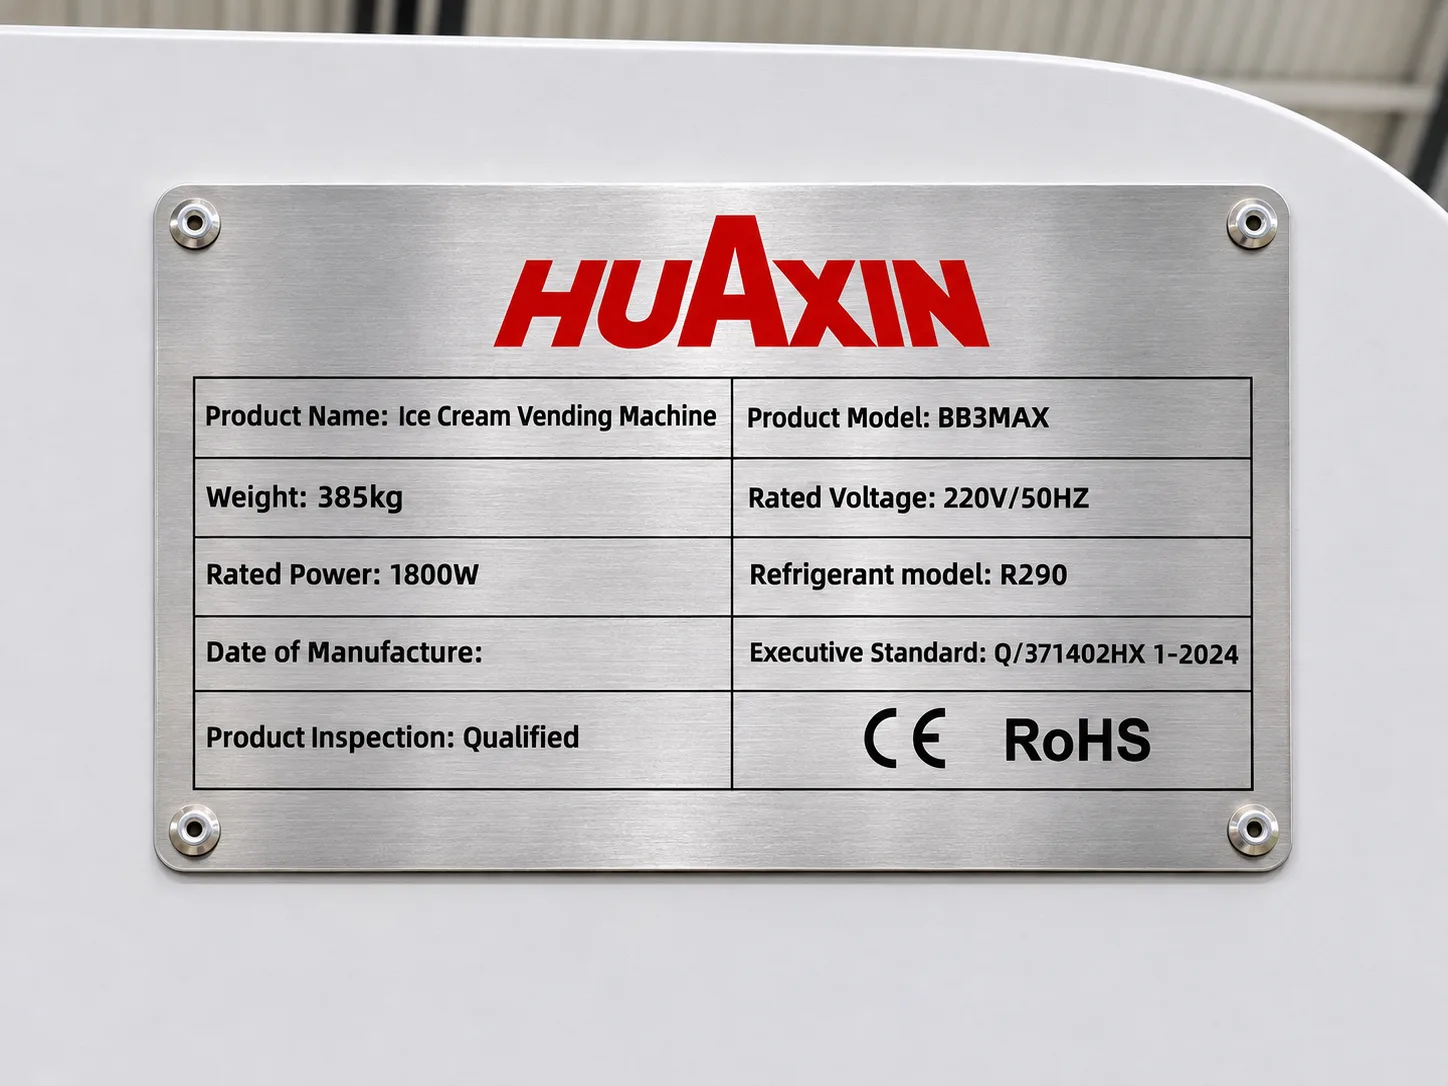 HUAXIN
Product Name: Ice Cream Vending Machine
Product Model: BB3MAX
Weight: 385kg
Rated Voltage: 220V/50HZ
Rated Power: 1800W
Refrigerant model: R290
Date of Manufacture:
Executive Standard: Q/371402HX 1-2024
Product Inspection: Qualified
CE RoHS